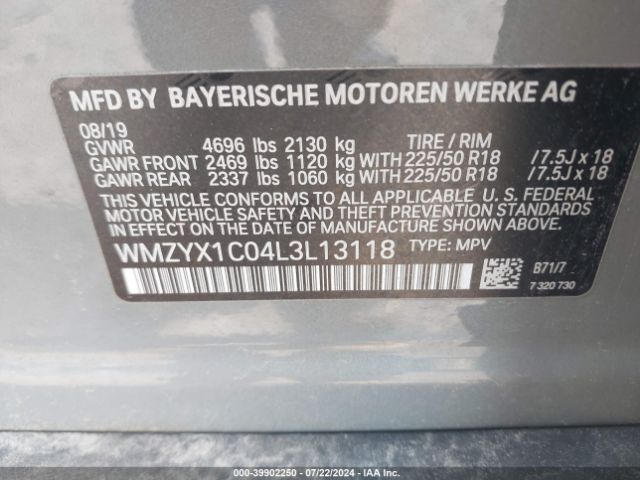 MFD BY BAYERISCHE MOTOREN WERKE AG
08/19
GVWR 4696 lbs 2130 kg TIRE / RIM
GAWR FRONT 2469 lbs 1120 kg WITH 225/50 R18 /7.5J x 18
GAWR REAR 2337 lbs 1060 kg WITH 225/50 R18 /7.5J x 18
THIS VEHICLE CONFORMS TO ALL APPLICABLE U. S. FEDERAL
MOTOR VEHICLE SAFETY AND THEFT PREVENTION STANDARDS
IN EFFECT ON THE DATE OF MANUFACTURE SHOWN ABOVE.
WMZYX1C04L3L13118 TYPE: MPV
B71/7
7 320 730
000-39902250 - 07/22/2024 - IAA Inc.